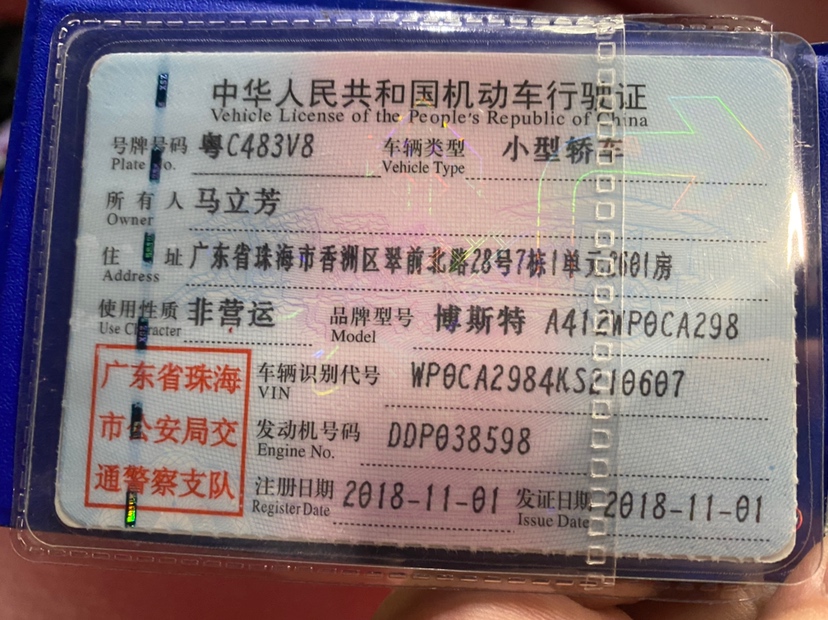 中华人民共和国机动车行驶证
Vehicle License of the People's Republic of China
号牌号码 粤C483V8 车辆类型 小型轿车
Plate No. Vehicle Type
所有人 马立芳
Owner
住址 广东省珠海市香洲区翠前北路28号7栋1单元3601房
Address
使用性质 非营运 品牌型号 博斯特 A412WP0CA298
Use Character Model
广东省珠海 车辆识别代号 WP0CA2984KS210607
VIN
市公安局交 发动机号码 DDP038598
Engine No.
通警察支队 注册日期 2018-11-01 发证日期 2018-11-01
Register Date Issue Date